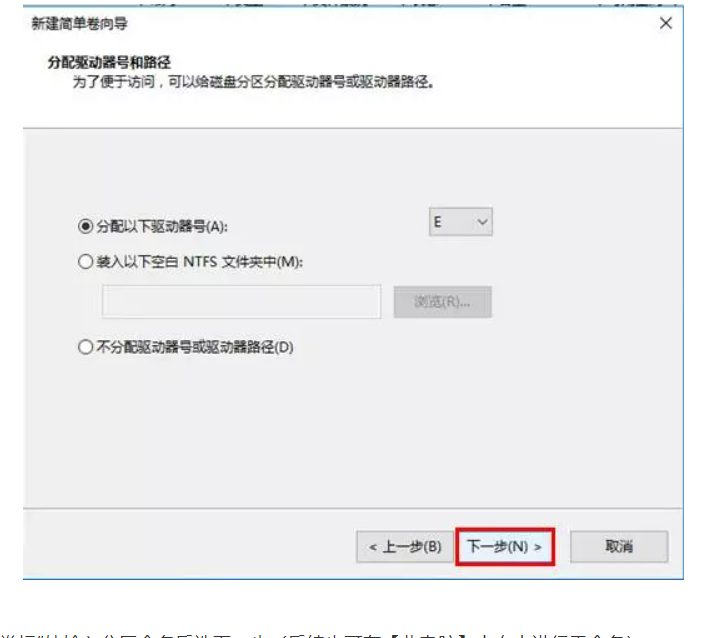 新建简单卷向导
分配驱动器号和路径
为了便于访问，可以给磁盘分区分配驱动器号或驱动器路径。
分配以下驱动器号(A):
E
装入以下空白 NTFS 文件夹中(M):
浏览(R)...
不分配驱动器号或驱动器路径(D)
< 上一步(B)
下一步(N) >
取消